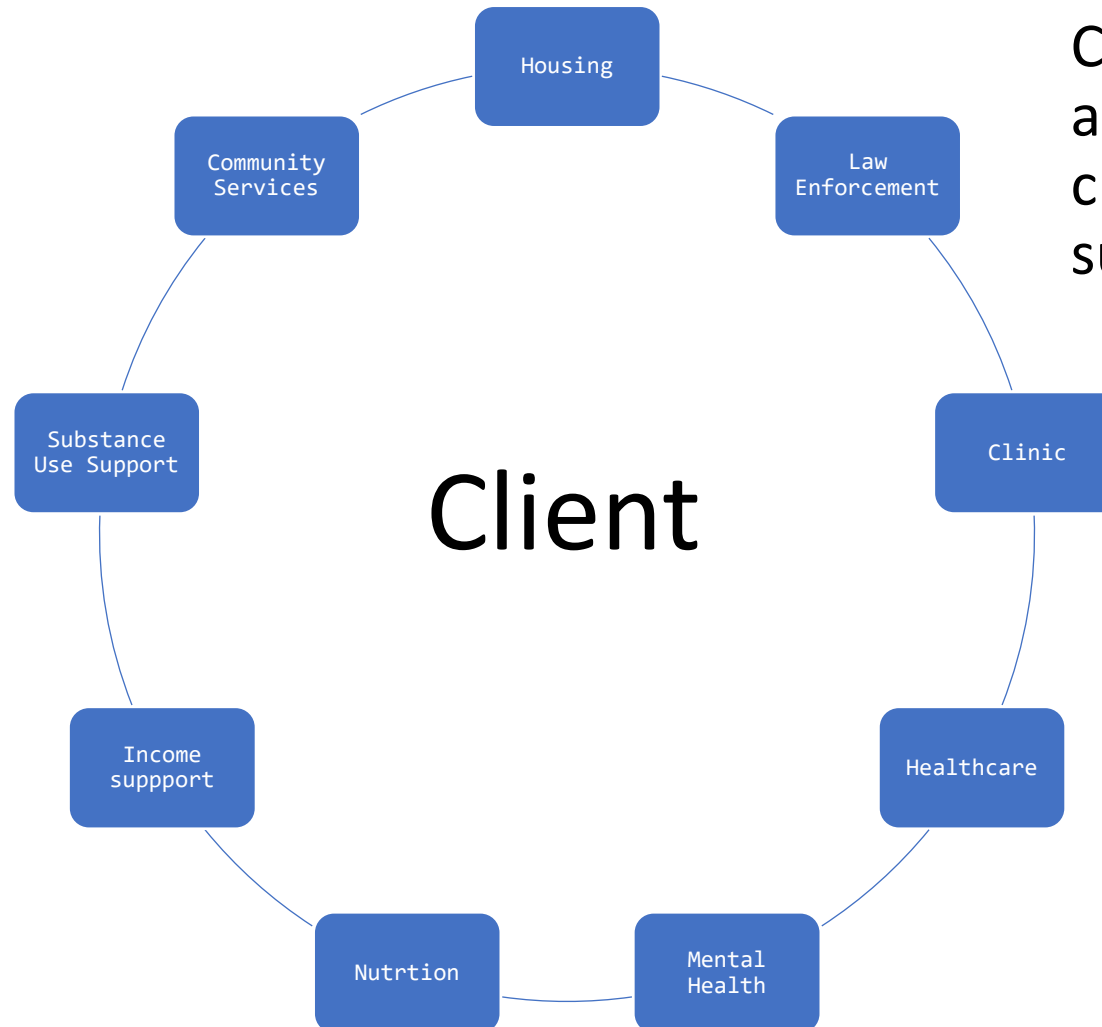 Housing
Community
Services
Law
Enforcement
Substance
Use Support
Client
Clinic
Income
suppport
Healthcare
Nutrtion
Mental
Health